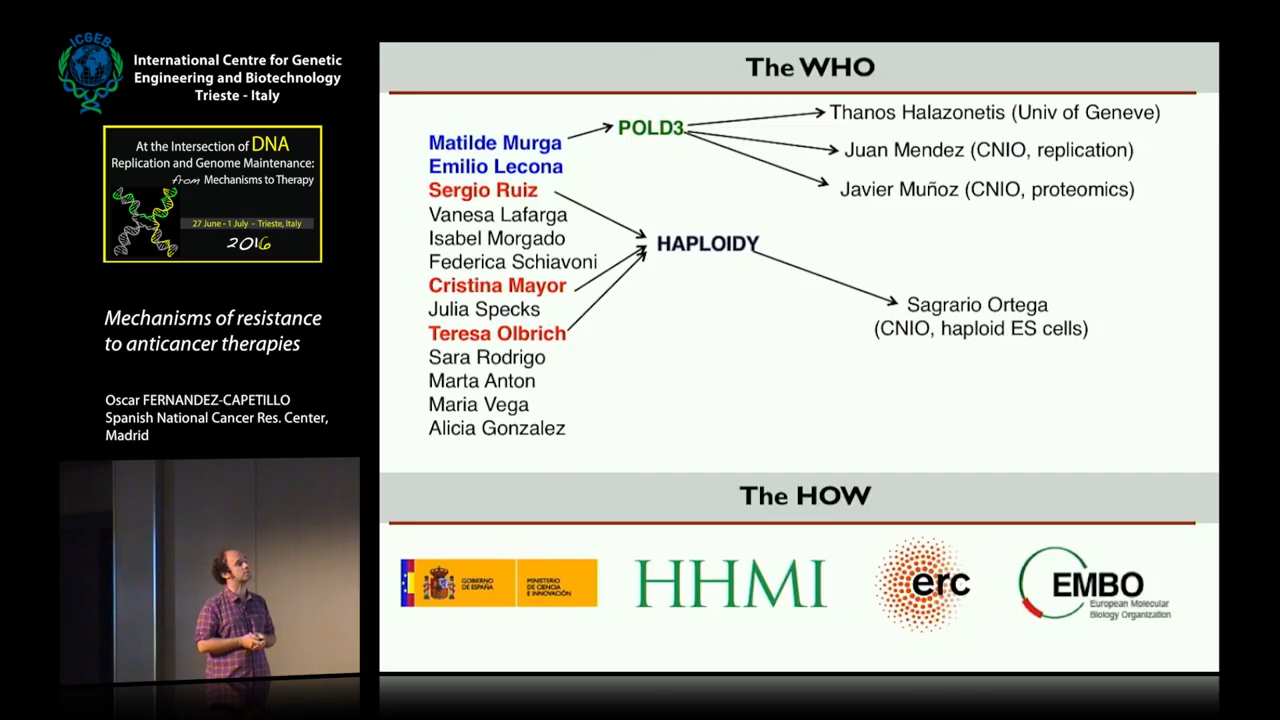 ICGEB
International Centre for Genetic
Engineering and Biotechnology
Trieste - Italy
At the Intersection of DNA
Replication and Genome Maintenance:
from Mechanisms to Therapy
27 June - 1 July - Trieste, Italy
2016
Mechanisms of resistance
to anticancer therapies
Oscar FERNANDEZ-CAPETILLO
Spanish National Cancer Res. Center,
Madrid
The WHO
Matilde Murga
Emilio Lecona
Sergio Ruiz
Vanesa Lafarga
Isabel Morgado
Federica Schiavoni
Cristina Mayor
Julia Specks
Teresa Olbrich
Sara Rodrigo
Marta Anton
Maria Vega
Alicia Gonzalez
POLD3
HAPLOIDY
Thanos Halazonetis (Univ of Geneve)
Juan Mendez (CNIO, replication)
Javier Muñoz (CNIO, proteomics)
Sagrario Ortega
(CNIO, haploid ES cells)
The HOW
GOBIERNO
DE ESPAÑA
MINISTERIO
DE CIENCIA
E INNOVACIÓN
HHMI
erc
EMBO
European Molecular
Biology Organization